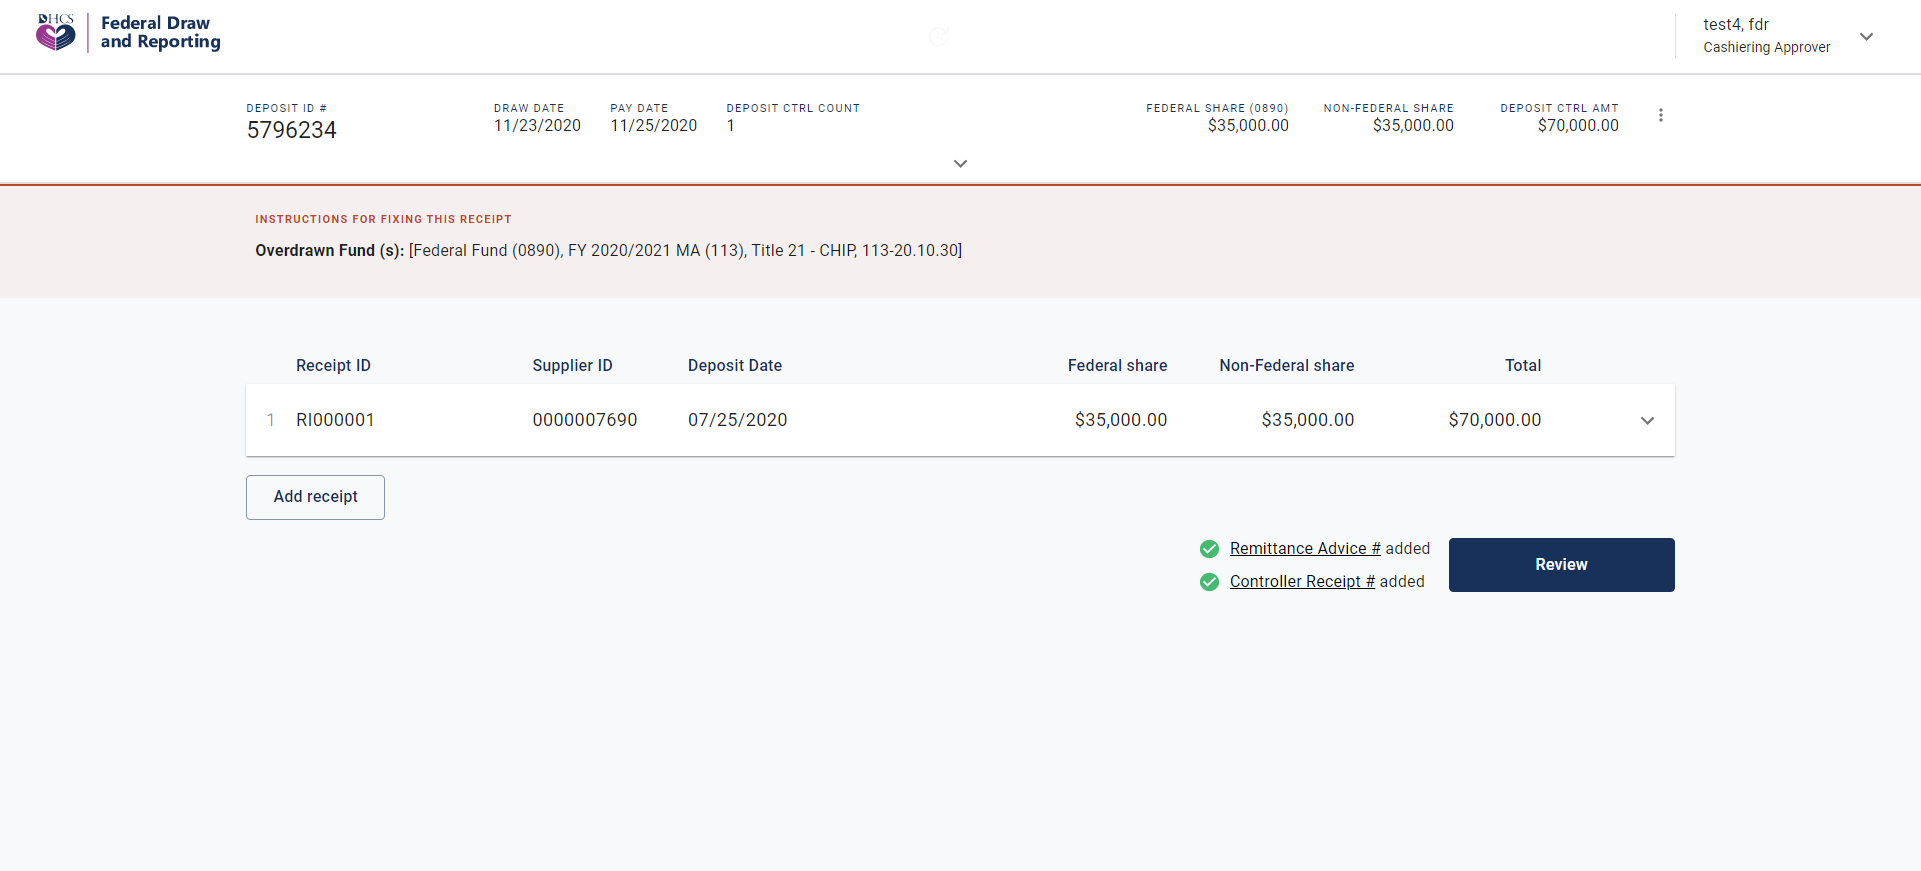 DHCS
Federal Draw
and Reporting
test4, fdr
Cashiering Approver
DEPOSIT ID #
5796234
DRAW DATE
11/23/2020
PAY DATE
11/25/2020
DEPOSIT CTRL COUNT
1
FEDERAL SHARE (0890)
$35,000.00
NON-FEDERAL SHARE
$35,000.00
DEPOSIT CTRL AMT
$70,000.00
INSTRUCTIONS FOR FIXING THIS RECEIPT
Overdrawn Fund (s): [Federal Fund (0890), FY 2020/2021 MA (113), Title 21 - CHIP, 113-20.10.30]
Receipt ID Supplier ID Deposit Date Federal share Non-Federal share Total
1 RI000001 0000007690 07/25/2020 $35,000.00 $35,000.00 $70,000.00
Add receipt
Remittance Advice # added
Controller Receipt # added
Review